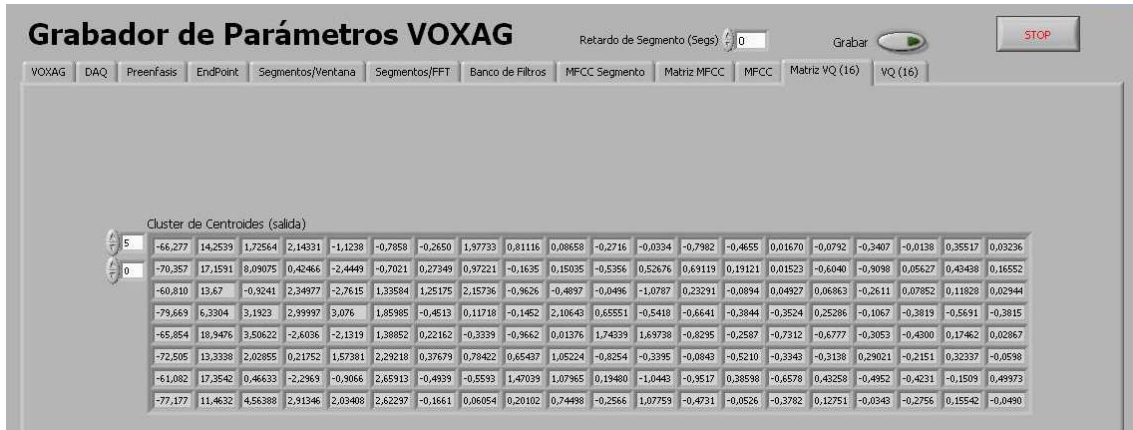 Grabador de Parámetros VOXAG Retardo de Segmento (Segs) 0 Grabar STOP
VOXAG DAQ Preenfasis EndPoint Segmentos/Ventana Segmentos/FFT Banco de Filtros MFCC Segmento Matriz MFCC MFCC Matriz VQ (16) VQ (16)
Cluster de Centroides (salida)
5 -66,277 14,2539 1,72564 2,14331 -1,1238 -0,7858 -0,2650 1,97733 0,81116 0,08658 -0,2716 -0,0334 -0,7982 -0,4655 0,01670 -0,0792 -0,3407 -0,0138 0,35517 0,03236
0 -70,357 17,1591 8,09075 0,42466 -2,4449 -0,7021 0,27349 0,97221 -0,1635 0,15035 -0,5356 0,52676 0,69119 0,19121 0,01523 -0,6040 -0,9098 0,05627 0,43438 0,16552
-60,810 13,67 -0,9241 2,34977 -2,7615 1,33584 1,25175 2,15736 -0,9626 -0,4897 -0,0496 -1,0787 0,23291 -0,0894 0,04927 0,06863 -0,2611 0,07852 0,11828 0,02944
-79,669 6,3304 3,1923 2,99997 3,076 1,85985 -0,4513 0,11718 -0,1452 2,10643 0,65551 -0,5418 -0,6641 -0,3844 -0,3524 0,25286 -0,1067 -0,3819 -0,5691 -0,3815
-65,854 18,9476 3,50622 -2,6036 -2,1319 1,38852 0,22162 -0,3339 -0,9662 0,01376 1,74339 1,69738 -0,8295 -0,2587 -0,7312 -0,6777 -0,3053 -0,4300 0,17462 0,02867
-72,505 13,3338 2,02855 0,21752 1,57381 2,29218 0,37679 0,78422 0,65437 1,05224 -0,8254 -0,3395 -0,0843 -0,5210 -0,3343 -0,3138 0,29021 -0,2151 0,32337 -0,0598
-61,082 17,3542 0,46633 -2,2969 -0,9066 2,65913 -0,4939 -0,5593 1,47039 1,07965 0,19480 -1,0443 -0,9517 0,38598 -0,6578 0,43258 -0,4952 -0,4231 -0,1509 0,49973
-77,177 11,4632 4,56388 2,91346 2,03408 2,62297 -0,1661 0,06054 0,20102 0,74498 -0,2566 1,07759 -0,4731 -0,0526 -0,3782 0,12751 -0,0343 -0,2756 0,15542 -0,0490